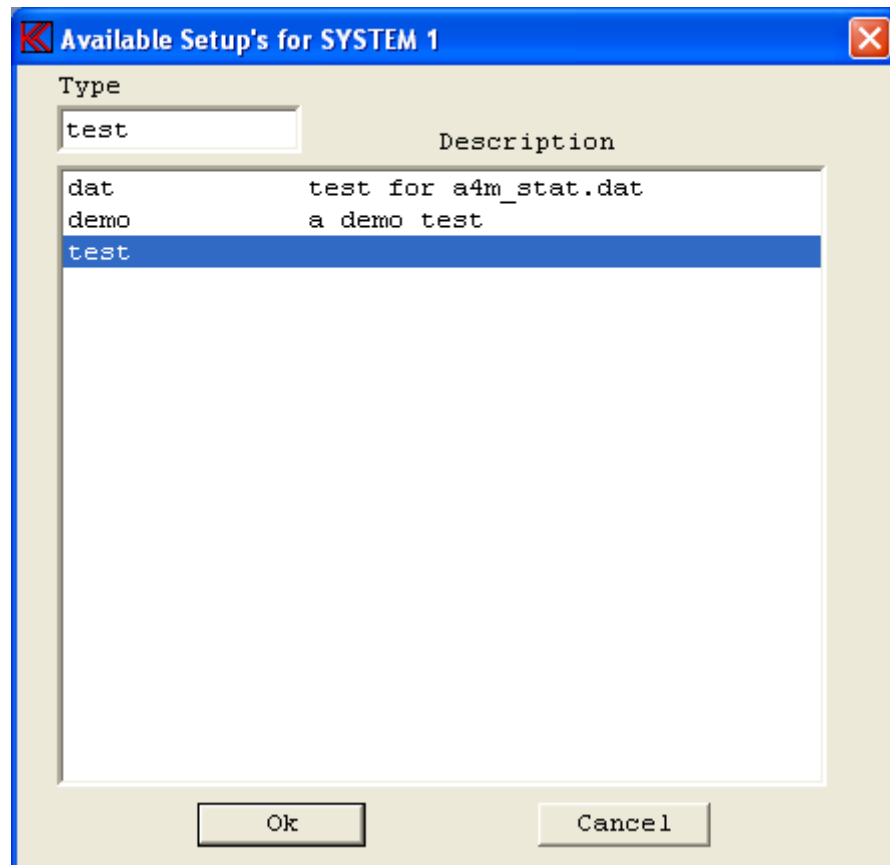 Available Setup's for SYSTEM 1
Type
test
Description
dat test for a4m_stat.dat
demo a demo test
test
Ok Cancel